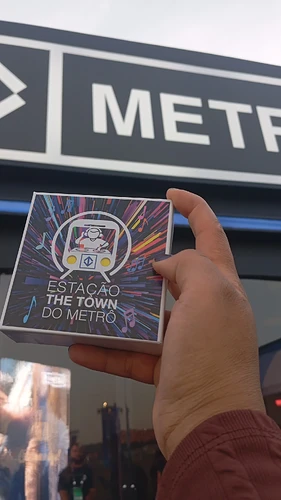 METR
ESTAÇÃO
THE TOWN
DO METRÔ